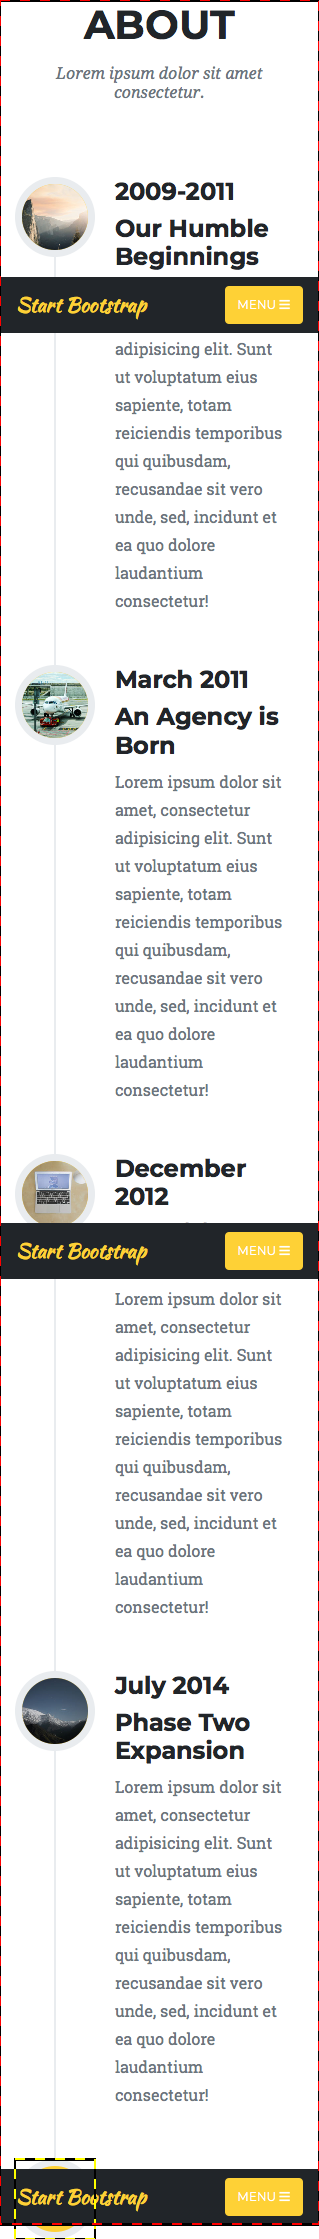 ABOUT
Lorem ipsum dolor sit amet
consectetur.
2009-2011
Our Humble
Beginnings
Start Bootstrap
MENU
adipisicing elit. Sunt
ut voluptatum eius
sapiente, totam
reiciendis temporibus
qui quibusdam,
recusandae sit vero
unde, sed, incidunt et
ea quo dolore
laudantium
consectetur!
March 2011
An Agency is
Born
Lorem ipsum dolor sit
amet, consectetur
adipisicing elit. Sunt
ut voluptatum eius
sapiente, totam
reiciendis temporibus
qui quibusdam,
recusandae sit vero
unde, sed, incidunt et
ea quo dolore
laudantium
consectetur!
December
2012
Start Bootstrap
MENU
Lorem ipsum dolor sit
amet, consectetur
adipisicing elit. Sunt
ut voluptatum eius
sapiente, totam
reiciendis temporibus
qui quibusdam,
recusandae sit vero
unde, sed, incidunt et
ea quo dolore
laudantium
consectetur!
July 2014
Phase Two
Expansion
Lorem ipsum dolor sit
amet, consectetur
adipisicing elit. Sunt
ut voluptatum eius
sapiente, totam
reiciendis temporibus
qui quibusdam,
recusandae sit vero
unde, sed, incidunt et
ea quo dolore
laudantium
consectetur!
Start Bootstrap
MENU